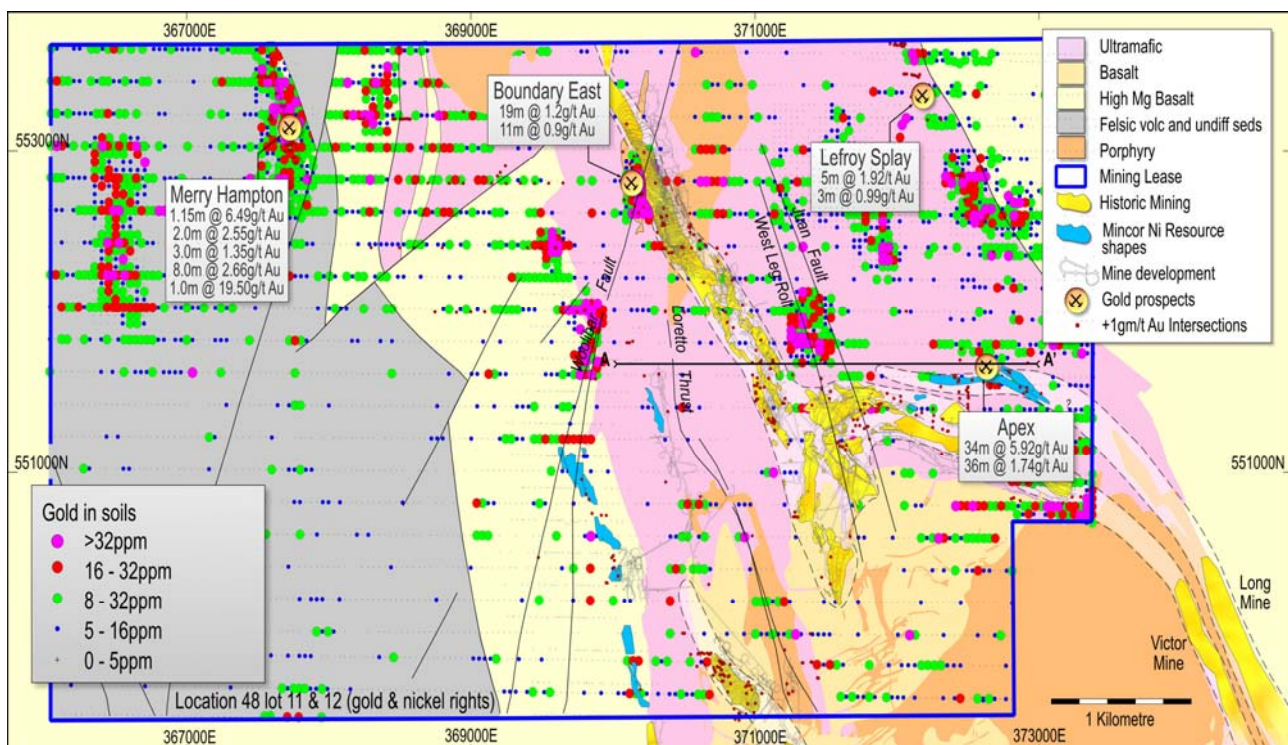 367000E
369000E
371000E
553000N
551000N
551000N
Merry Hampton
1.15m @ 6.49g/t Au
2.0m @ 2.55g/t Au
3.0m @ 1.35g/t Au
8.0m @ 2.66g/t Au
1.0m @ 19.50g/t Au
Boundary East
19m @ 1.2g/t Au
11m @ 0.9g/t Au
Lefroy Splay
5m @ 1.92g/t Au
3m @ 0.99g/t Au
Ultramafic
Basalt
High Mg Basalt
Felsic volc and undiff seds
Porphyry
Mining Lease
Historic Mining
Mincor Ni Resource
shapes
Mine development
Gold prospects
+1gm/t Au Intersections
Juan Fault
West Leg Roll
Fault
Loretto
Thrust
A
A'
?
Apex
34m @ 5.92g/t Au
36m @ 1.74g/t Au
Gold in soils
>32ppm
16 - 32ppm
8 - 32ppm
5 - 16ppm
0 - 5ppm
Location 48 lot 11 & 12 (gold & nickel rights)
Long
Mine
Victor
Mine
1 Kilometre
367000E
369000E
371000E
373000E